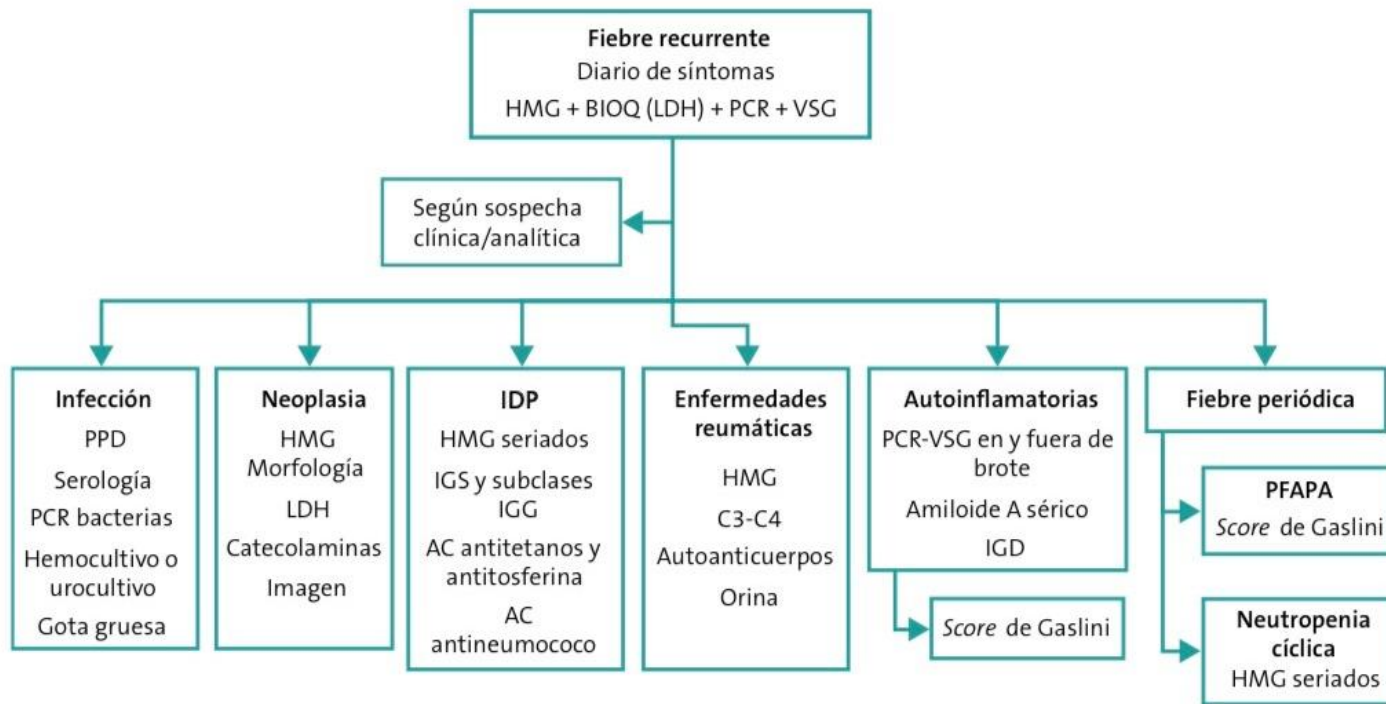 Fiebre recurrente
Diario de síntomas
HMG + BIOQ (LDH) + PCR + VSG
Según sospecha
clínica/analítica
Infección
PPD
Serología
PCR bacterias
Hemocultivo o
urocultivo
Gota gruesa
Neoplasia
HMG
Morfología
LDH
Catecolaminas
Imagen
IDP
HMG seriados
IGS y subclases
IGG
AC antitetanos y
antitosferina
AC
antineumococo
Enfermedades
reumáticas
HMG
C3-C4
Autoanticuerpos
Orina
Autoinflamatorias
PCR-VSG en y fuera de
brote
Amiloide A sérico
IGD
Score de Gaslini
Fiebre periódica
PFAPA
Score de Gaslini
Neutropenia
cíclica
HMG seriados